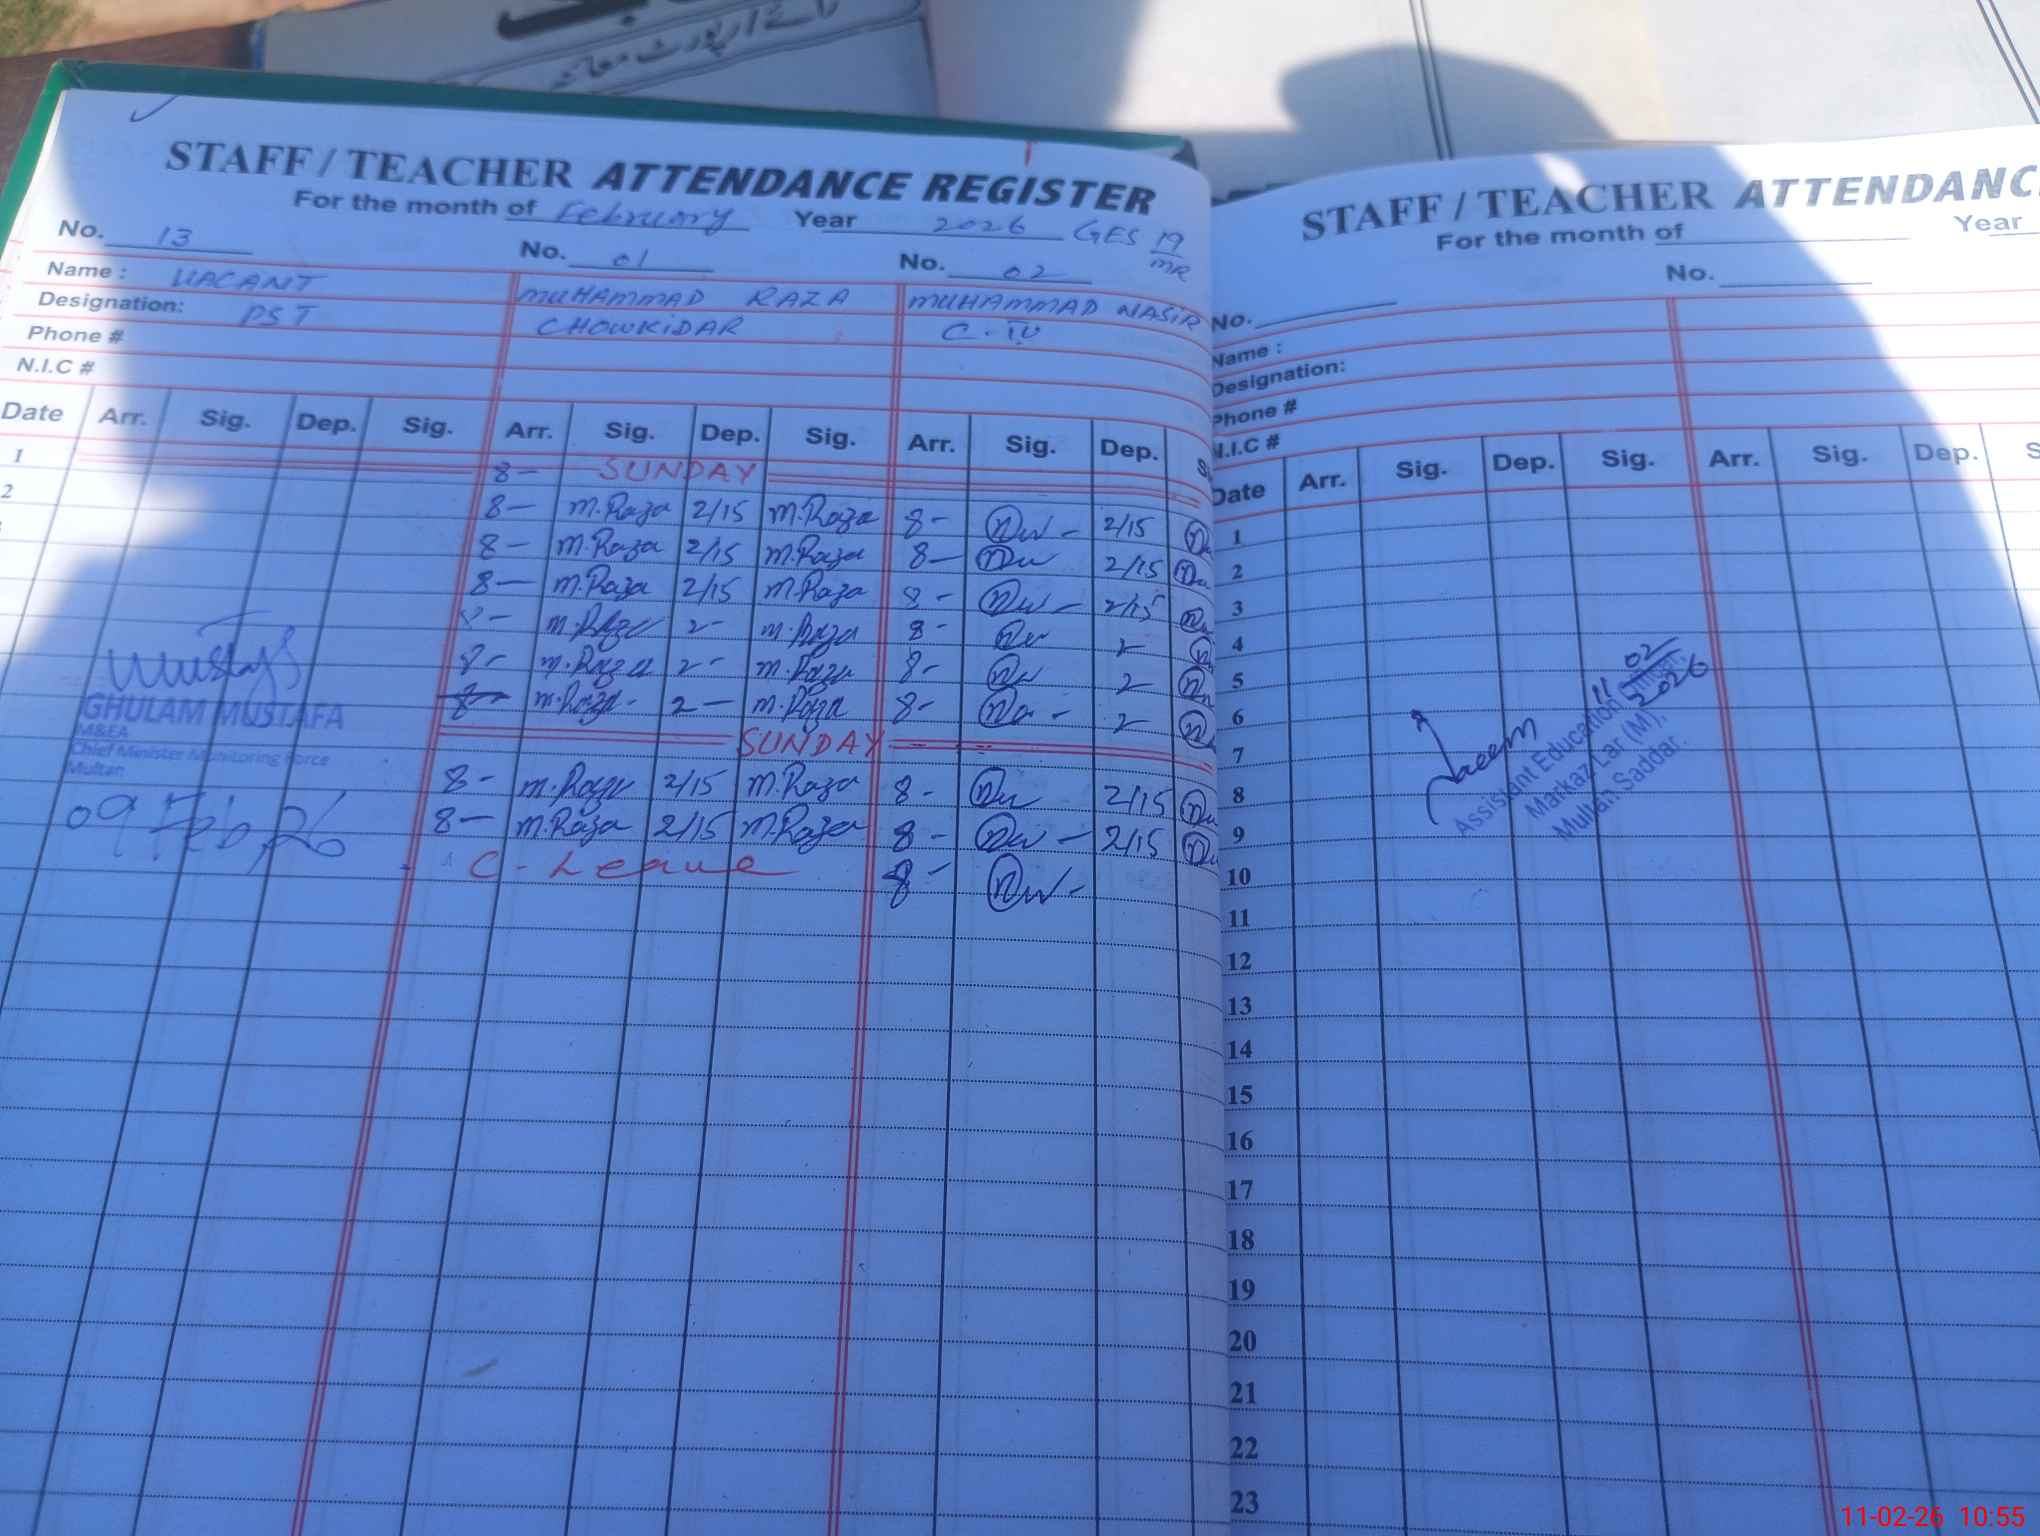 رائے / رپورٹ معائنہ
STAFF / TEACHER ATTENDANCE REGISTER
For the month of February Year 2026 GES 19/MR
No. 13 No. 01 No. 02
Name : VACANT MUHAMMAD RAZA MUHAMMAD NASIR
Designation: PST CHOWKIDAR C-IV
Phone #
N.I.C #
Date Arr. Sig. Dep. Sig. Arr. Sig. Dep. Sig. Arr. Sig. Dep.
1 8- SUNDAY
2 8- M.Raza 2/15 M.Raza 8- 2/15
8- M.Raza 2/15 M.Raza 8- 2/15
8- M.Raza 2/15 M.Raza 8- 2/15
8- M.Raza 2- M.Raza 8- 2
8- M.Raza 2- M.Raza 8- 2
8- M.Raza 2- M.Raza 8- 2
SUNDAY
8- M.Raza 2/15 M.Raza 8- 2/15
8- M.Raza 2/15 M.Raza 8- 2/15
C-Leave 8-
GHULAM MUSTAFA
M&EA
Chief Minister Monitoring Force
Multan
09 Feb 26
STAFF / TEACHER ATTENDANC
For the month of Year
No. No.
Name :
Designation:
Phone #
N.I.C #
Date Arr. Sig. Dep. Sig. Arr. Sig. Dep. S
1
2
3
4
5
6
7
8
9
10
11
12
13
14
15
16
17
18
19
20
21
22
23
11 02 2026
Assistant Education
Markaz Lar (M),
Multan Saddar.
11-02-26 10:55